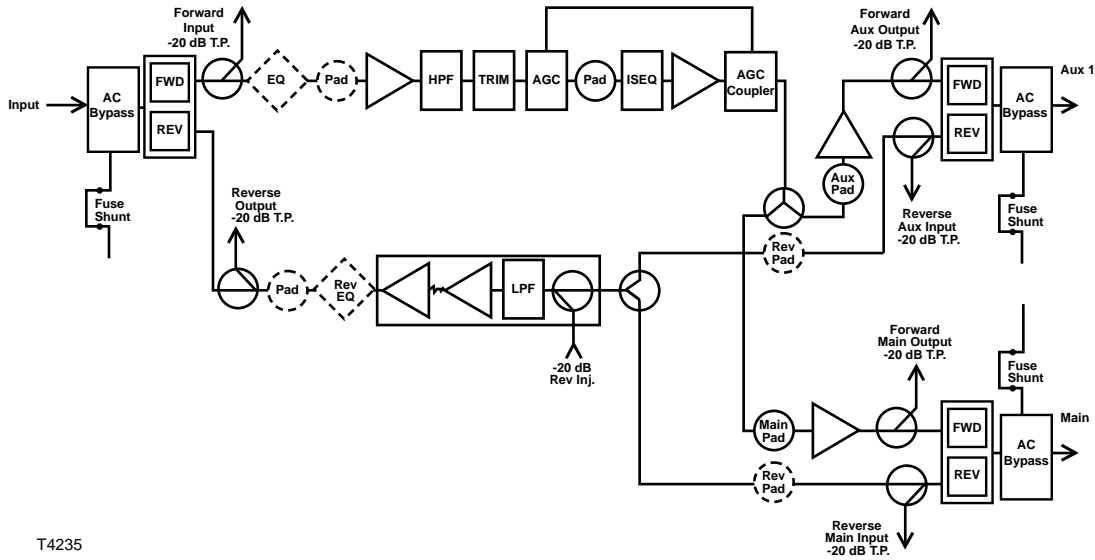 Forward
Input
-20 dB T.P.
Forward
Aux Output
-20 dB T.P.
Input
AC
Bypass
FWD
REV
EQ
Pad
HPF
TRIM
AGC
Pad
ISEQ
AGC
Coupler
FWD
REV
AC
Bypass
Aux 1
Fuse
Shunt
Reverse
Output
-20 dB T.P.
Aux
Pad
Reverse
Aux Input
-20 dB T.P.
Fuse
Shunt
Rev
Pad
Pad
Rev
EQ
LPF
-20 dB
Rev Inj.
Forward
Main Output
-20 dB T.P.
Fuse
Shunt
Main
Pad
FWD
REV
AC
Bypass
Main
Rev
Pad
Reverse
Main Input
-20 dB T.P.
T4235